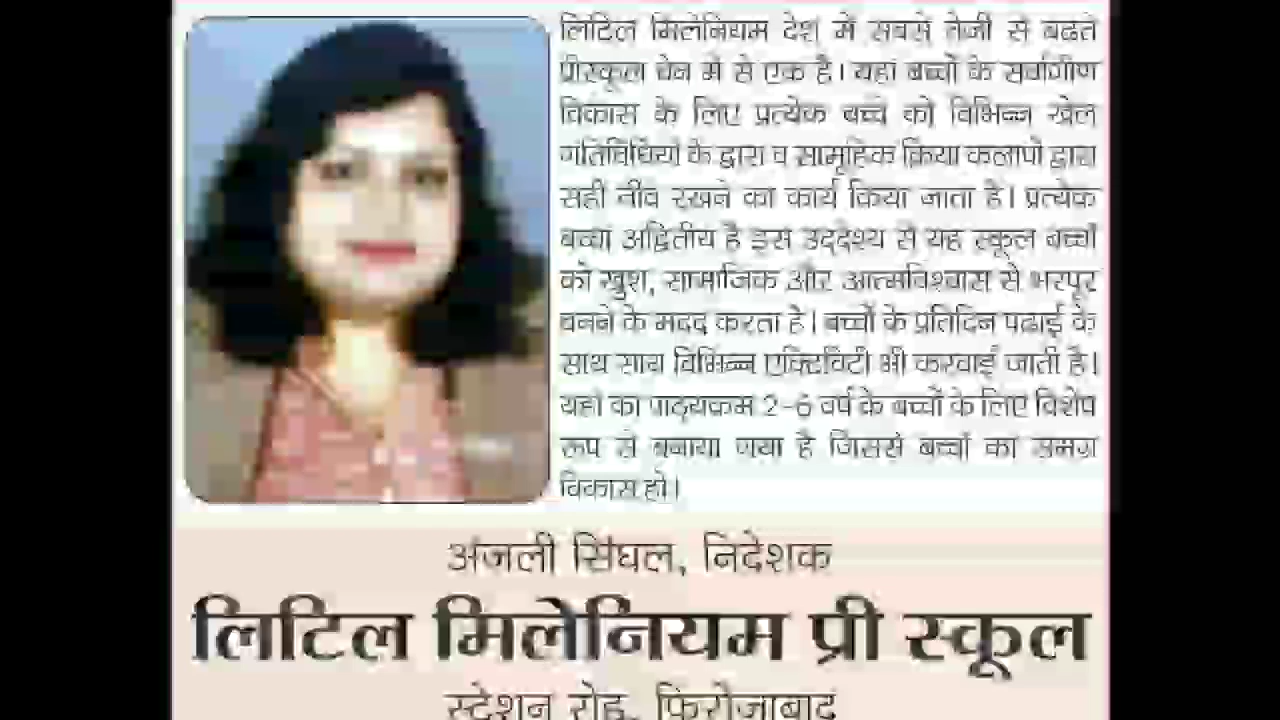 लिटिल मिलेनियम देश में सबसे तेजी से बढते
प्रीस्कूल चेन में से एक है। यहां बच्चों के सर्वांगीण
विकास के लिए प्रत्येक बच्चे को विभिन्न खेल
गतिविधियों के द्वारा व सामूहिक क्रिया कलापों द्वारा
सही नींव रखने का कार्य किया जाता है। प्रत्येक
बच्चा अद्वितीय है इस उद्देश्य से यह स्कूल बच्चों
को खुश, सामाजिक और आत्मविश्वास से भरपूर
बनने के मदद करता है। बच्चों के प्रतिदिन पढाई के
साथ साथ विभिन्न एक्टिविटी भी करवाई जाती है।
यहां का पाठ्यक्रम 2-6 वर्ष के बच्चों के लिए विशेष
रूप से बनाया गया है जिससे बच्चों का समग्र
विकास हो।
अंजली सिंघल, निदेशक
लिटिल मिलेनियम प्री स्कूल
स्टेशन रोड, फिरोजाबाद